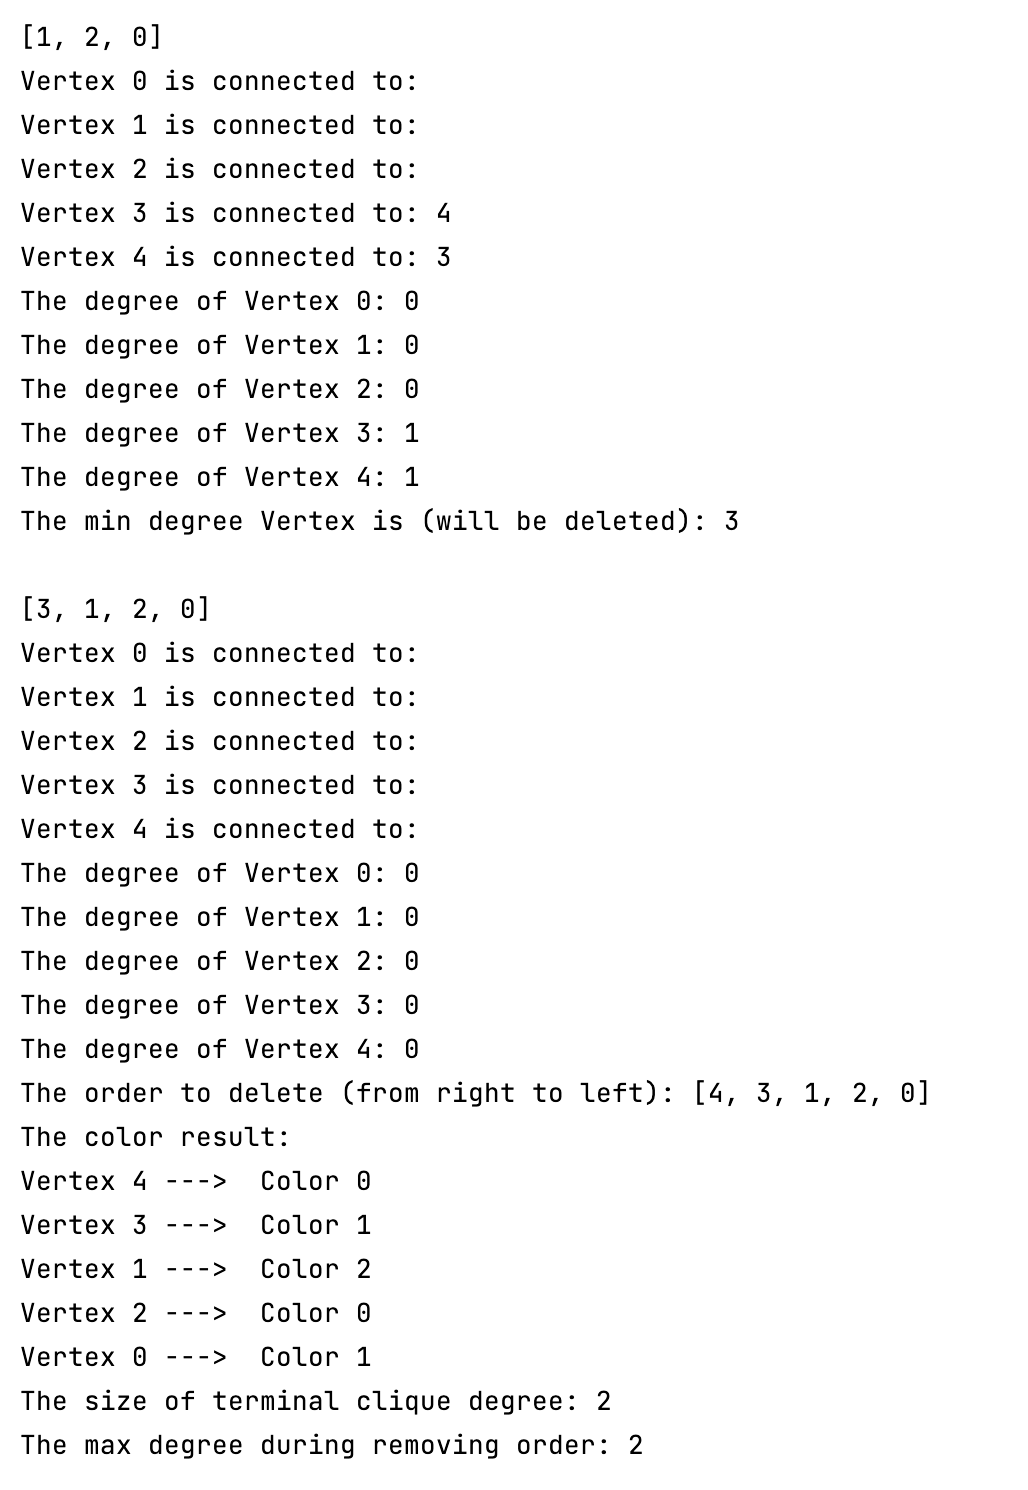 [1, 2, 0]
Vertex 0 is connected to:
Vertex 1 is connected to:
Vertex 2 is connected to:
Vertex 3 is connected to: 4
Vertex 4 is connected to: 3
The degree of Vertex 0: 0
The degree of Vertex 1: 0
The degree of Vertex 2: 0
The degree of Vertex 3: 1
The degree of Vertex 4: 1
The min degree Vertex is (will be deleted): 3

[3, 1, 2, 0]
Vertex 0 is connected to:
Vertex 1 is connected to:
Vertex 2 is connected to:
Vertex 3 is connected to:
Vertex 4 is connected to:
The degree of Vertex 0: 0
The degree of Vertex 1: 0
The degree of Vertex 2: 0
The degree of Vertex 3: 0
The degree of Vertex 4: 0
The order to delete (from right to left): [4, 3, 1, 2, 0]
The color result:
Vertex 4 --->  Color 0
Vertex 3 --->  Color 1
Vertex 1 --->  Color 2
Vertex 2 --->  Color 0
Vertex 0 --->  Color 1
The size of terminal clique degree: 2
The max degree during removing order: 2